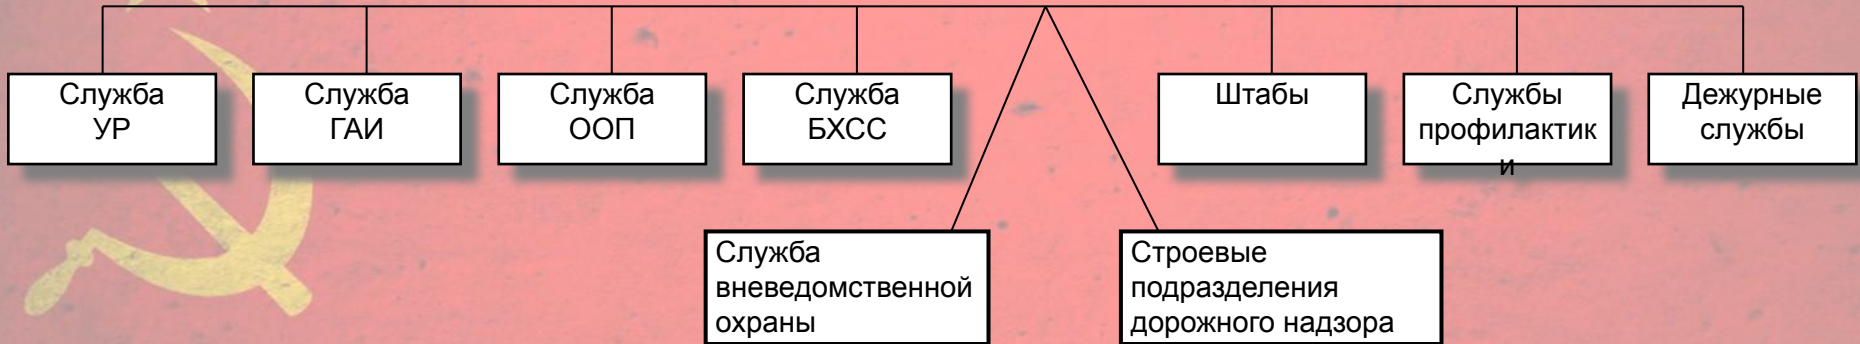 Служба
УР
Служба
ГАИ
Служба
ООП
Служба
БХСС
Штабы
Службы
профилактик
и
Дежурные
службы
Служба
вневедомственной
охраны
Строевые
подразделения
дорожного надзора